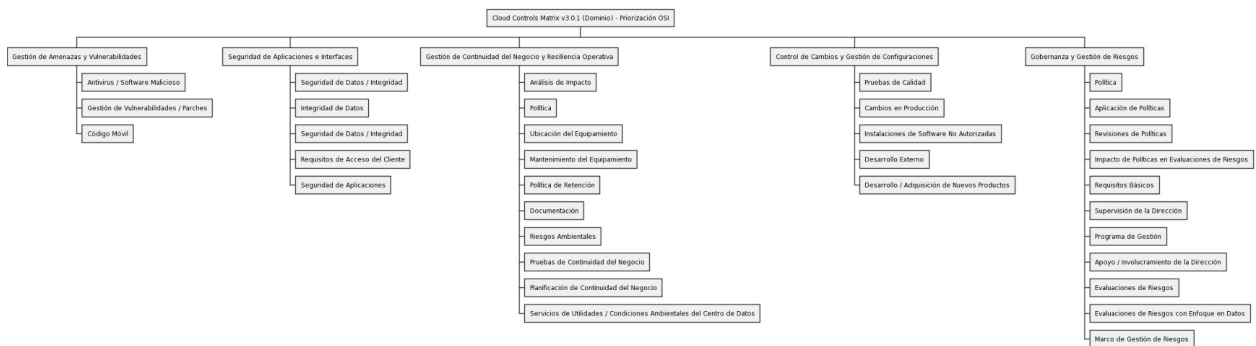 Cloud Controls Matrix v3.0.1 (Dominio) - Priorización OSI
Gestión de Amenazas y Vulnerabilidades
Antivirus / Software Malicioso
Gestión de Vulnerabilidades / Parches
Código Móvil
Seguridad de Aplicaciones e Interfaces
Seguridad de Datos / Integridad
Integridad de Datos
Seguridad de Datos / Integridad
Requisitos de Acceso del Cliente
Seguridad de Aplicaciones
Gestión de Continuidad del Negocio y Resiliencia Operativa
Análisis de Impacto
Política
Ubicación del Equipamiento
Mantenimiento del Equipamiento
Política de Retención
Documentación
Riesgos Ambientales
Pruebas de Continuidad del Negocio
Planificación de Continuidad del Negocio
Servicios de Utilidades / Condiciones Ambientales del Centro de Datos
Control de Cambios y Gestión de Configuraciones
Pruebas de Calidad
Cambios en Producción
Instalaciones de Software No Autorizadas
Desarrollo Externo
Desarrollo / Adquisición de Nuevos Productos
Gobernanza y Gestión de Riesgos
Política
Aplicación de Políticas
Revisiones de Políticas
Impacto de Políticas en Evaluaciones de Riesgos
Requisitos Básicos
Supervisión de la Dirección
Programa de Gestión
Apoyo / Involucramiento de la Dirección
Evaluaciones de Riesgos
Evaluaciones de Riesgos con Enfoque en Datos
Marco de Gestión de Riesgos